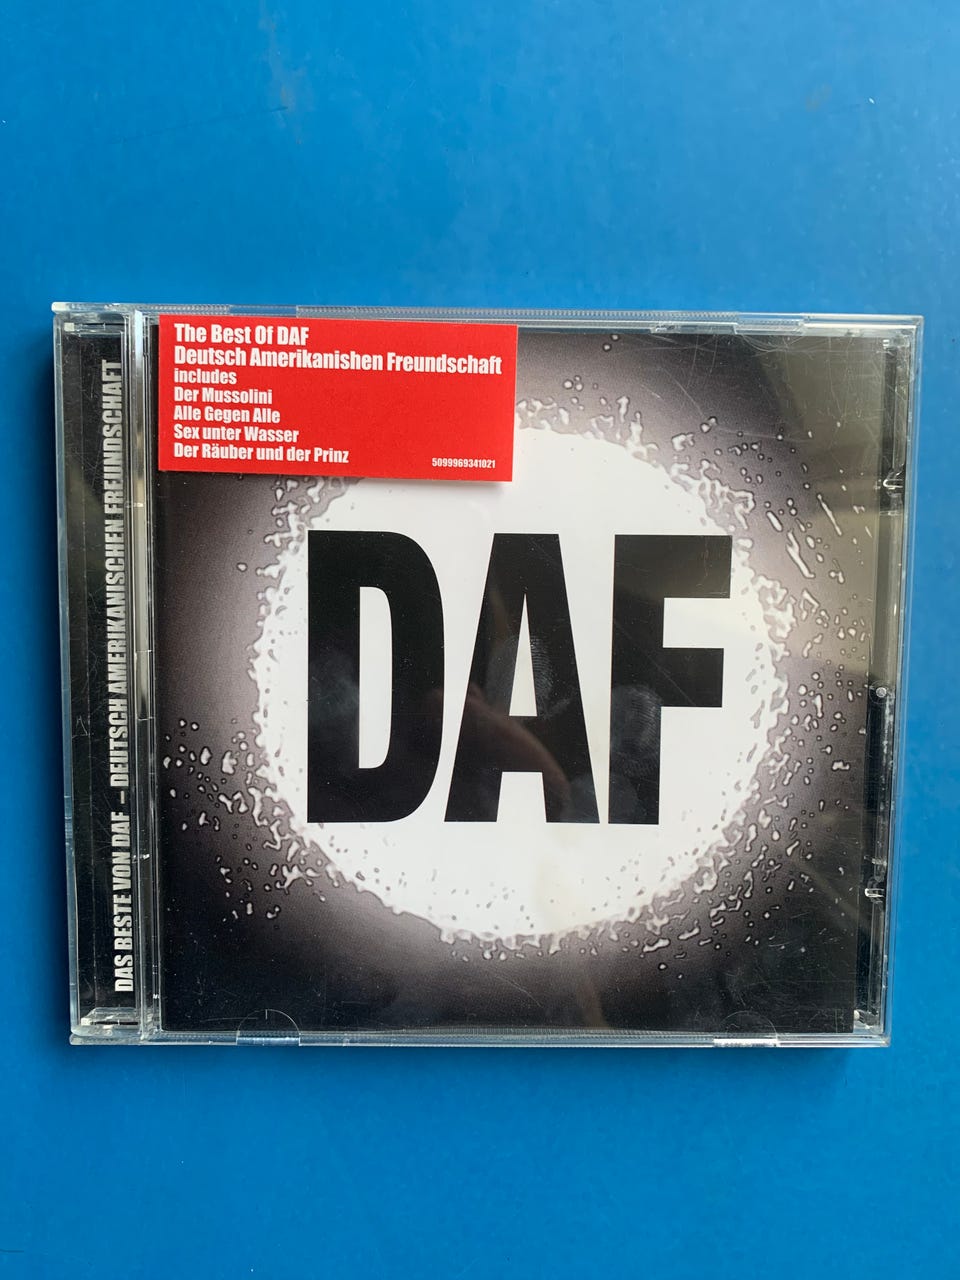 The Best Of DAF
Deutsch Amerikanishen Freundschaft
includes
Der Mussolini
Alle Gegen Alle
Sex unter Wasser
Der Räuber und der Prinz
5099969341021
DAF
DAS BESTE VON DAF – DEUTSCH AMERIKANISCHEN FREUNDSCHAFT